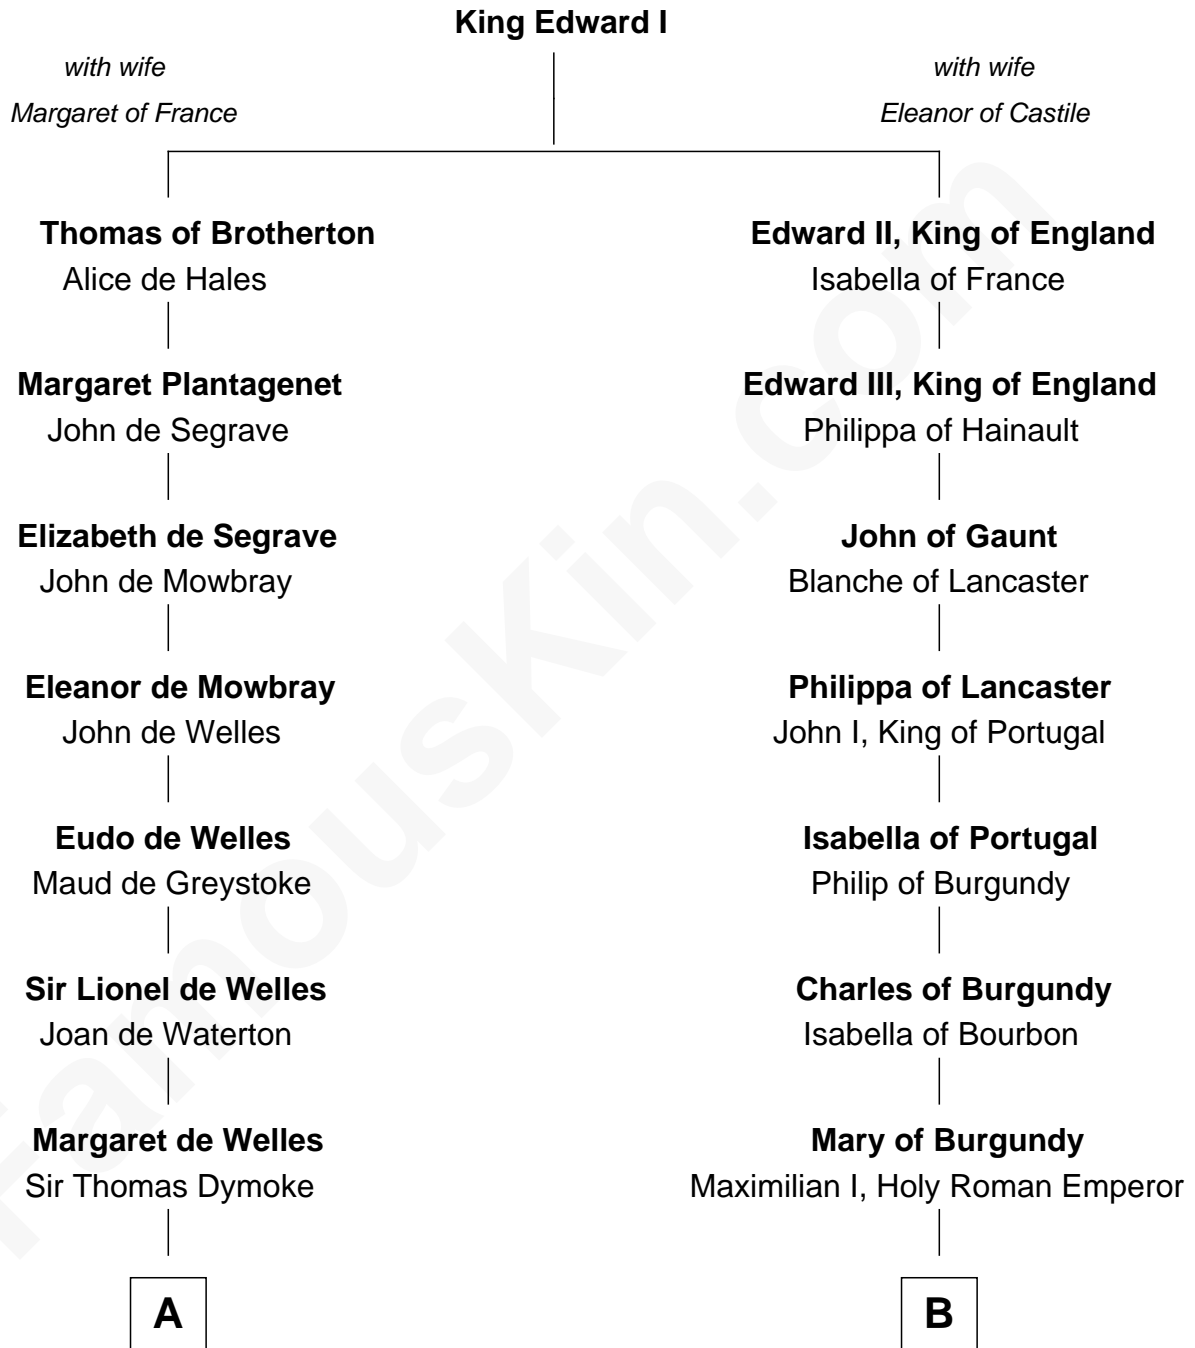 King Edward I
with wife
Margaret of France
with wife
Eleanor of Castile
Thomas of Brotherton
Alice de Hales
Edward II, King of England
Isabella of France
Margaret Plantagenet
John de Segrave
Edward III, King of England
Philippa of Hainault
Elizabeth de Segrave
John de Mowbray
John of Gaunt
Blanche of Lancaster
Eleanor de Mowbray
John de Welles
Philippa of Lancaster
John I, King of Portugal
Eudo de Welles
Maud de Greystoke
Isabella of Portugal
Philip of Burgundy
Sir Lionel de Welles
Joan de Waterton
Charles of Burgundy
Isabella of Bourbon
Margaret de Welles
Sir Thomas Dymoke
Mary of Burgundy
Maximilian I, Holy Roman Emperor
A
B
FamousKin.com